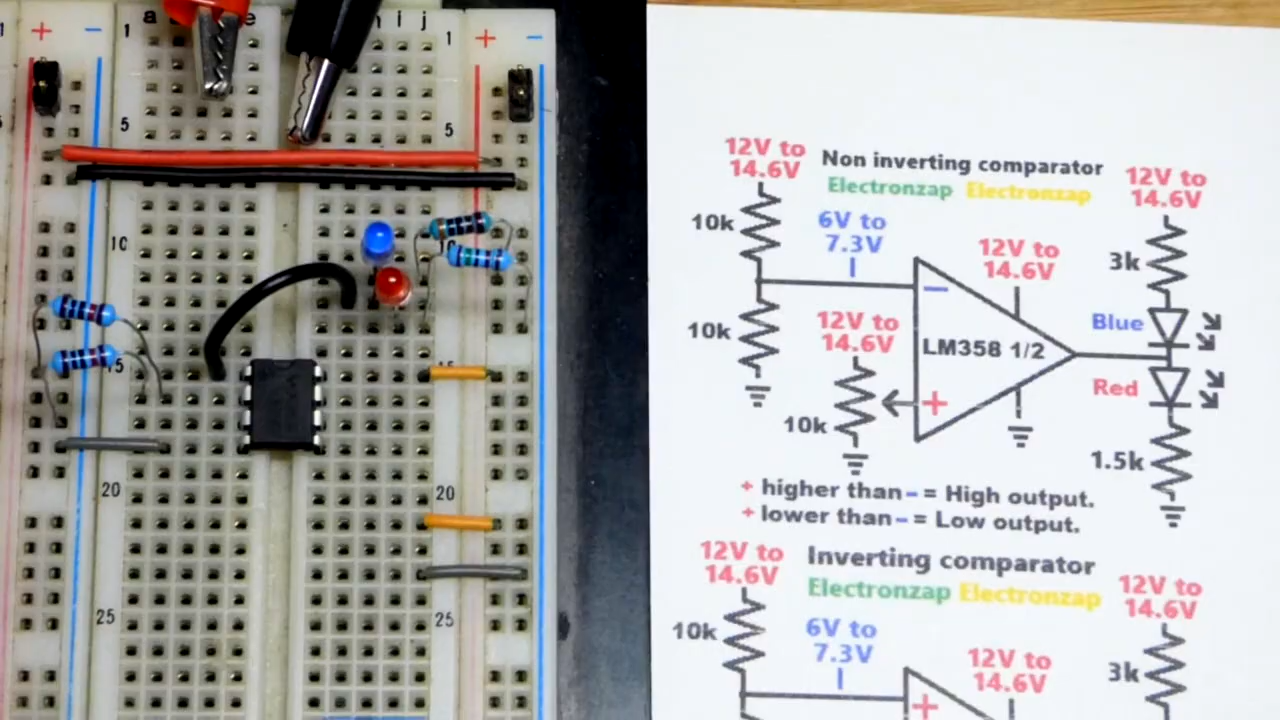 a e i j
+ − 1 1 + −
5 5
10 10
15 15
20 20
25 25
12V to
14.6V
Non inverting comparator
Electronzap Electronzap
12V to
14.6V
10k
6V to
7.3V
12V to
14.6V
3k
−
Blue
10k
12V to
14.6V
LM358 1/2
Red
+
10k
1.5k
+ higher than - = High output.
+ lower than - = Low output.
12V to
14.6V
Inverting comparator
Electronzap Electronzap
12V to
14.6V
10k
6V to
7.3V
12V to
14.6V
3k
+